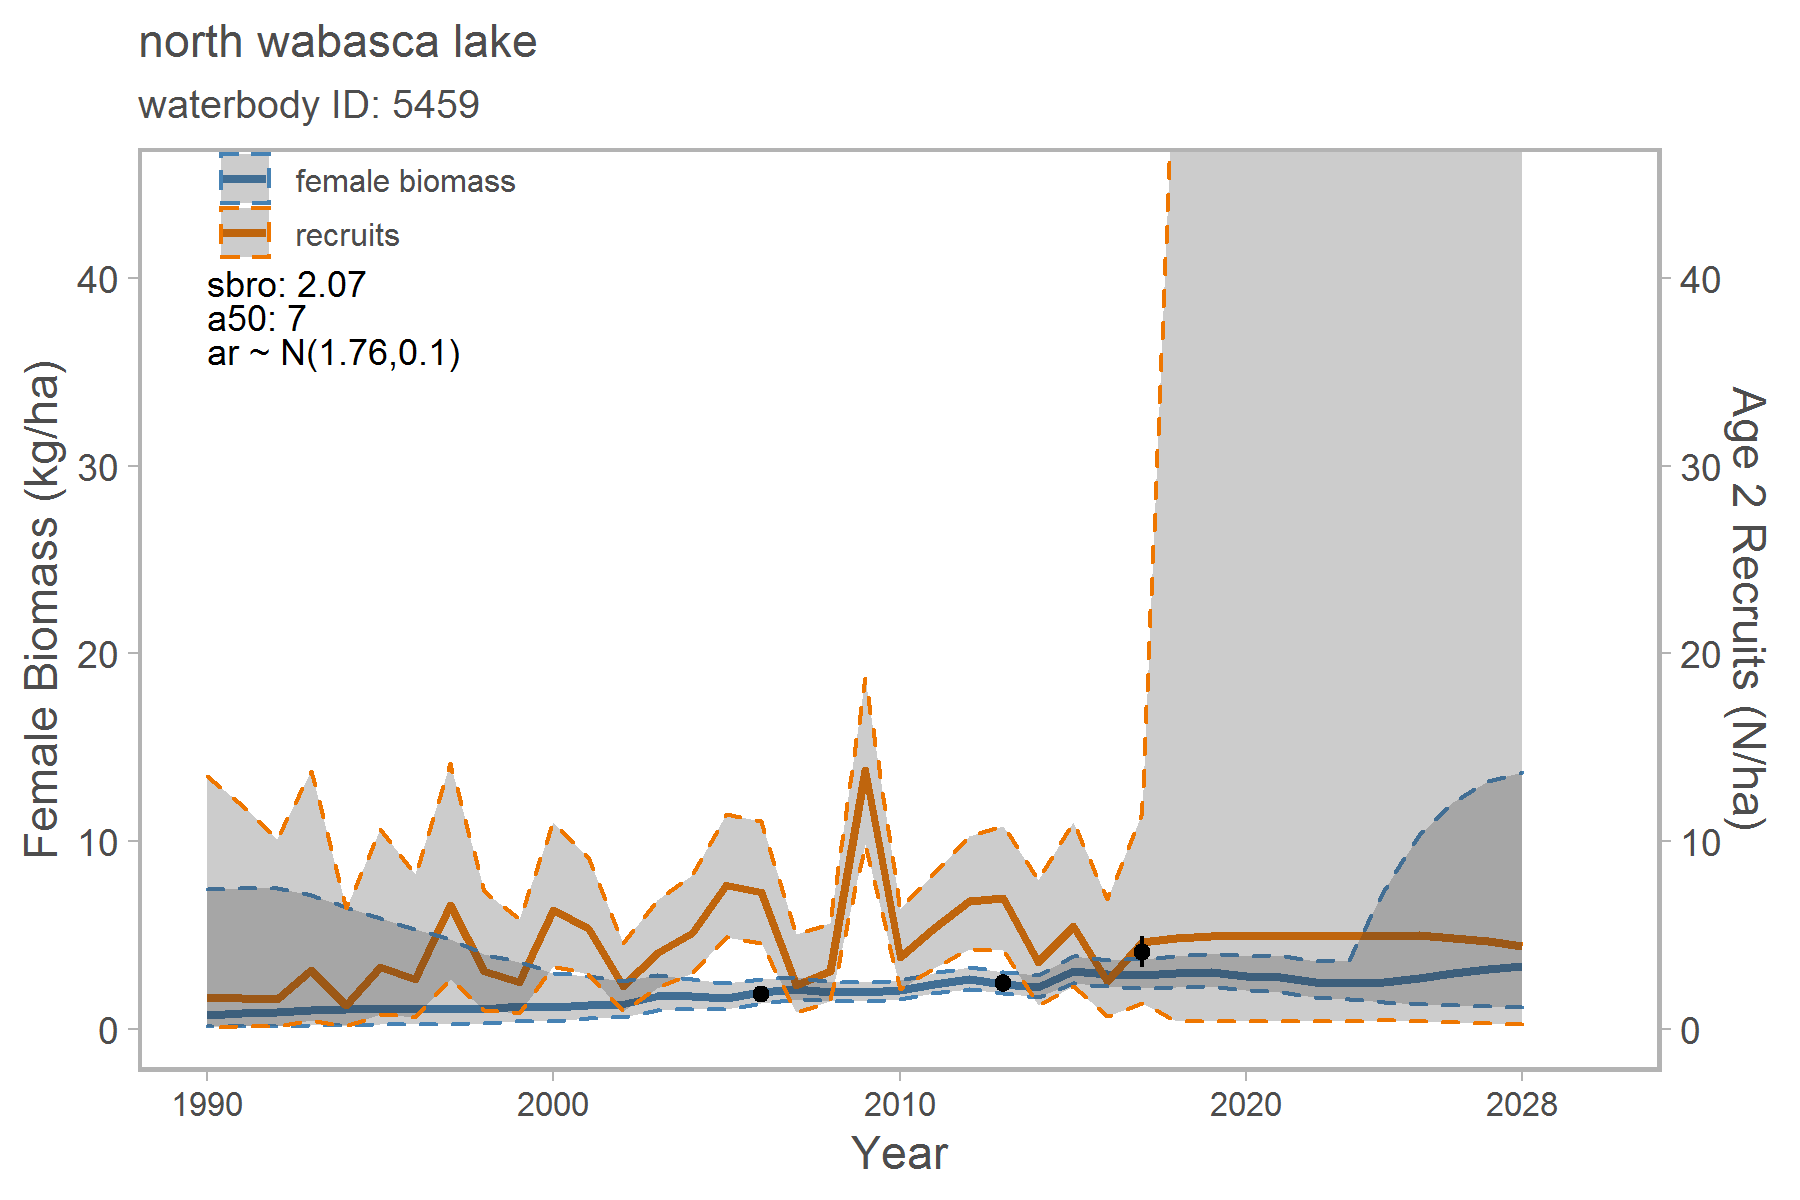 north wabasca lake
waterbody ID: 5459
female biomass
recruits
sbro: 2.07
a50: 7
ar ~ N(1.76,0.1)
Female Biomass (kg/ha)
40
30
20
10
0
Age 2 Recruits (N/ha)
40
30
20
10
0
1990
2000
2010
2020
2028
Year